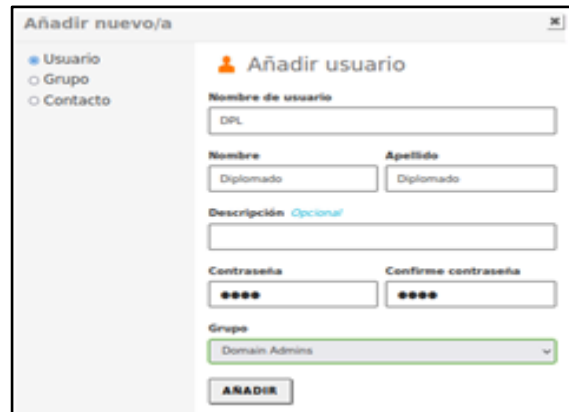 Añadir nuevo/a
Usuario
Grupo
Contacto
Añadir usuario
Nombre de usuario
DPL
Nombre Apellido
Diplomado Diplomado
Descripción Opcional
Contraseña Confirme contraseña
●●●● ●●●●
Grupo
Domain Admins
AÑADIR